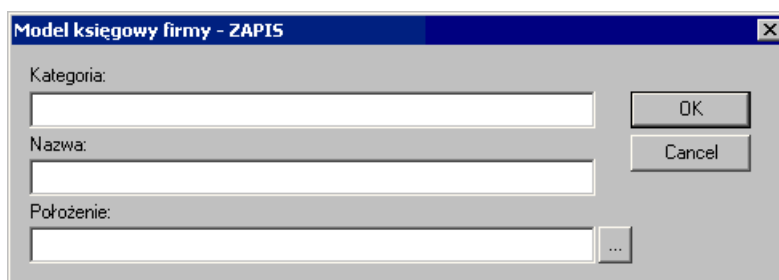 Model księgowy firmy - ZAPIS
Kategoria:
OK
Nazwa:
Cancel
Położenie:
...